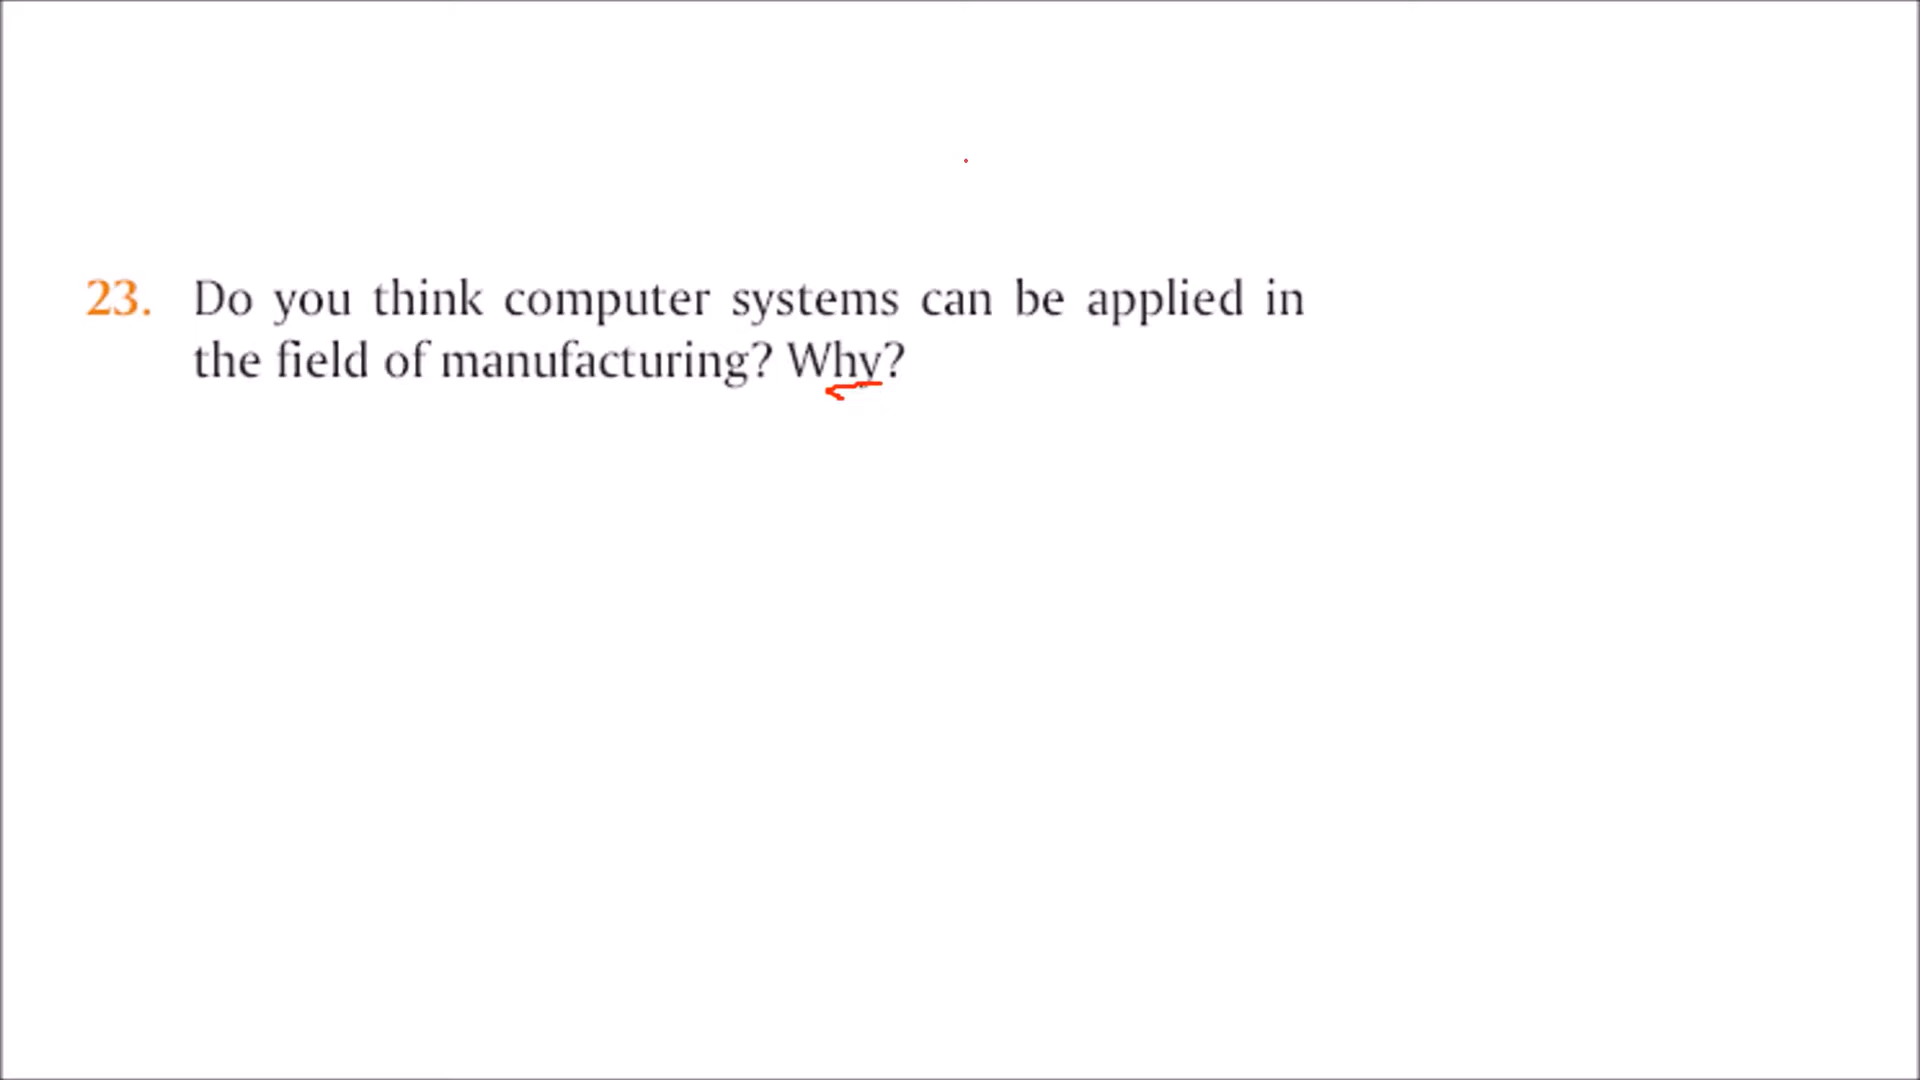 23. Do you think computer systems can be applied in
the field of manufacturing? Why?